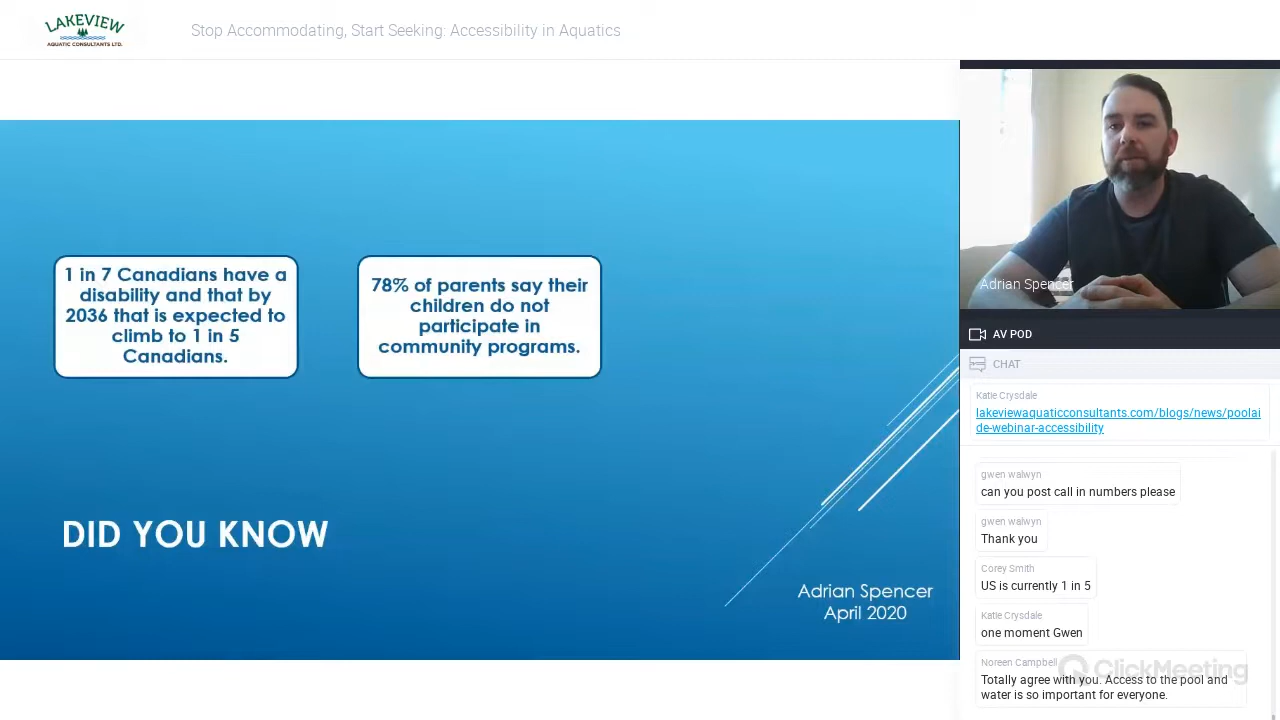 LAKEVIEW
AQUATIC CONSULTANTS LTD.
Stop Accommodating, Start Seeking: Accessibility in Aquatics
1 in 7 Canadians have a
disability and that by
2036 that is expected to
climb to 1 in 5
Canadians.
78% of parents say their
children do not
participate in
community programs.
DID YOU KNOW
Adrian Spencer
April 2020
Adrian Spencer
AV POD
CHAT
Katie Crysdale
lakeviewaquaticconsultants.com/blogs/news/poolai
de-webinar-accessibility
gwen walwyn
can you post call in numbers please
gwen walwyn
Thank you
Corey Smith
US is currently 1 in 5
Katie Crysdale
one moment Gwen
Noreen Campbell
ClickMeeting
Totally agree with you. Access to the pool and
water is so important for everyone.